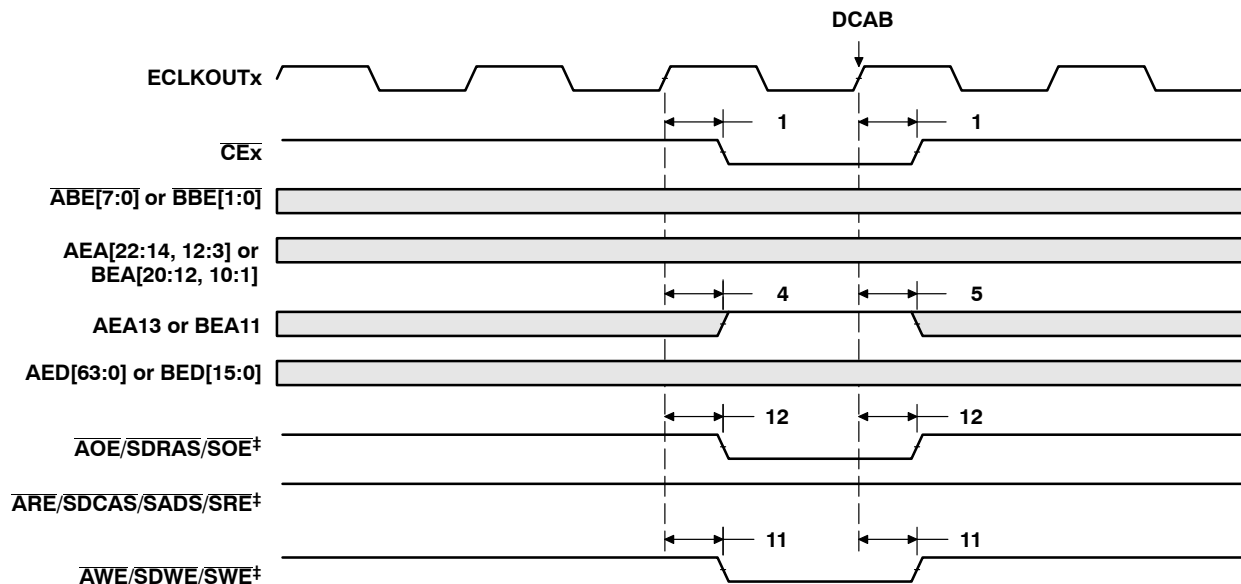 DCAB
ECLKOUTx
1 1
CEx
ABE[7:0] or BBE[1:0]
AEA[22:14, 12:3] or
BEA[20:12, 10:1]
4 5
AEA13 or BEA11
AED[63:0] or BED[15:0]
12 12
AOE/SDRAS/SOE‡
ARE/SDCAS/SADS/SRE‡
11 11
AWE/SDWE/SWE‡